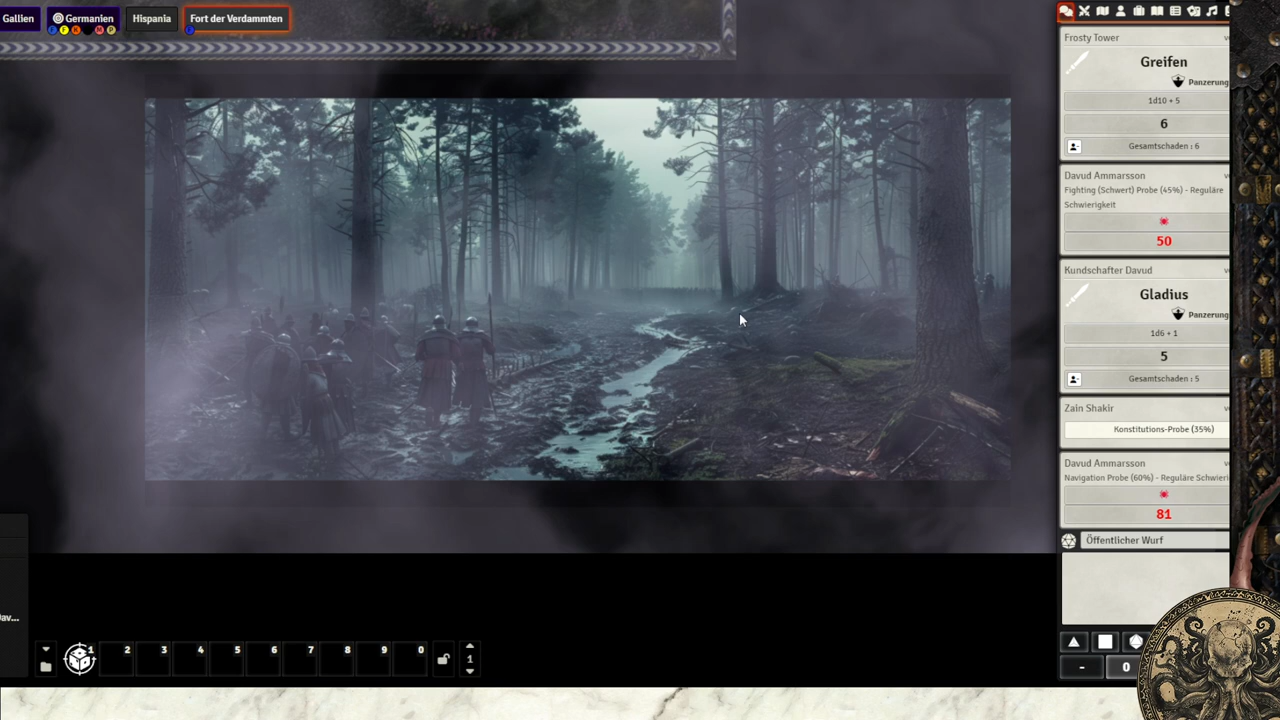 Gallien
Germanien
Hispania
Fort der Verdammten
Frosty Tower
Greifen
Panzerung
1d10 + 5
6
Gesamtschaden : 6
Davud Ammarsson
Fighting (Schwert) Probe (45%) - Reguläre
Schwierigkeit
50
Kundschafter Davud
Gladius
Panzerung
1d6 + 1
5
Gesamtschaden : 5
Zain Shakir
Konstitutions-Probe (35%)
Davud Ammarsson
Navigation Probe (60%) - Reguläre Schwieri
81
Öffentlicher Wurf
av...
1 2 3 4 5 6 7 8 9 0
1
- 0